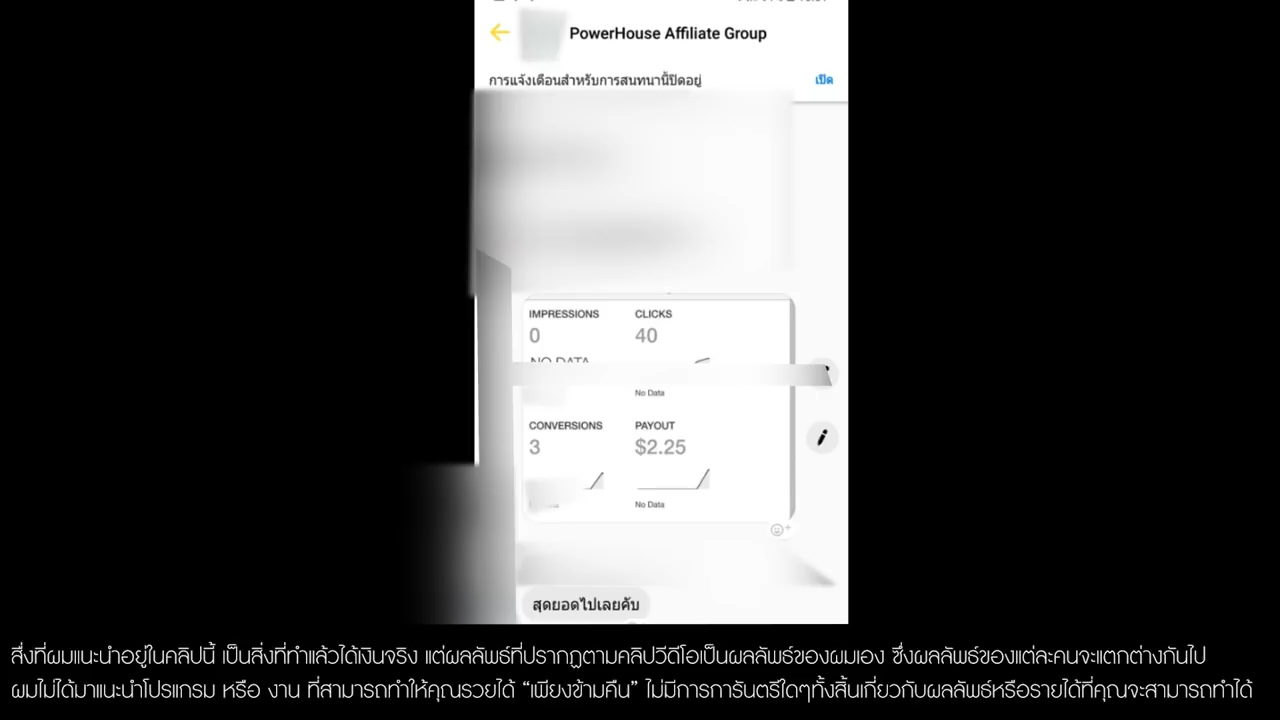 PowerHouse Affiliate Group
การแจ้งเตือนสำหรับการสนทนานี้ปิดอยู่ เปิด
IMPRESSIONS CLICKS
0 40
NO DATA
No Data
CONVERSIONS PAYOUT
3 $2.25
No Data
สุดยอดไปเลยคับ
สิ่งที่ผมแนะนำอยู่ในคลิปนี้ เป็นสิ่งที่ทำแล้วได้เงินจริง แต่ผลลัพธ์ที่ปรากฏตามคลิปวีดีโอเป็นผลลัพธ์ของผมเอง ซึ่งผลลัพธ์ของแต่ละคนจะแตกต่างกันไป
ผมไม่ได้มาแนะนำโปรแกรม หรือ งาน ที่สามารถทำให้คุณรวยได้ “เพียงข้ามคืน” ไม่มีการการันตรีใดๆทั้งสิ้นเกี่ยวกับผลลัพธ์หรือรายได้ที่คุณจะสามารถทำได้